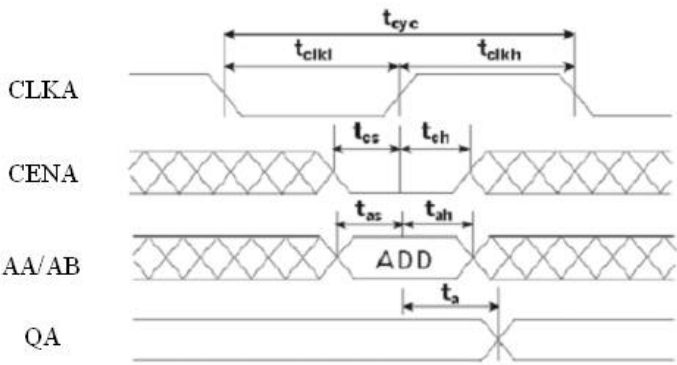 tcyc
tclkl tclkh
CLKA
tcs tch
CENA
tas tah
AA/AB ADD
ta
QA